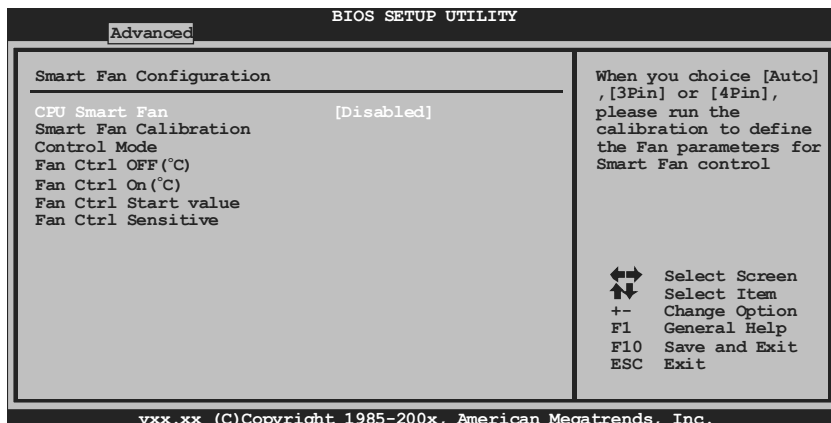 BIOS SETUP UTILITY
Advanced
Smart Fan Configuration
CPU Smart Fan [Disabled]
Smart Fan Calibration
Control Mode
Fan Ctrl OFF(°C)
Fan Ctrl On(°C)
Fan Ctrl Start value
Fan Ctrl Sensitive
When you choice [Auto]
,[3Pin] or [4Pin],
please run the
calibration to define
the Fan parameters for
Smart Fan control
Select Screen
Select Item
+- Change Option
F1 General Help
F10 Save and Exit
ESC Exit
vxx.xx (C)Copyright 1985-200x, American Megatrends, Inc.